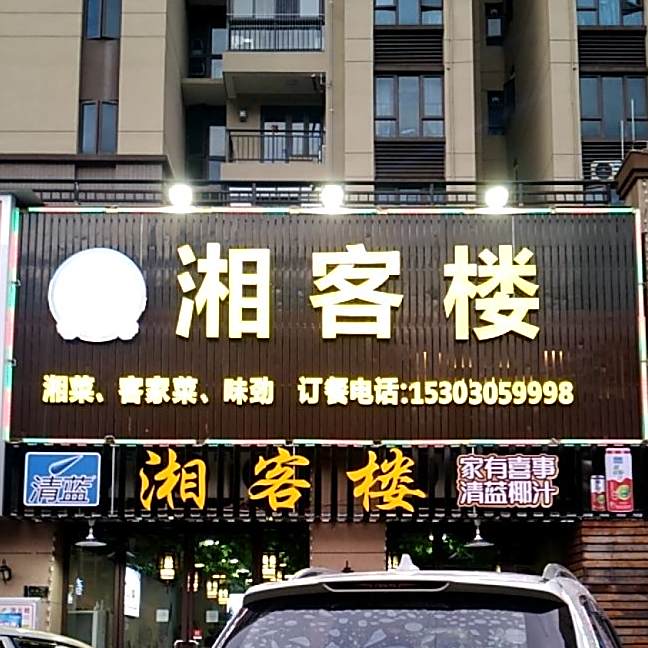 湘客楼
湘菜、客家菜、味劲 订餐电话:15303059998
清蓝
湘客楼
家有喜事
清蓝椰汁